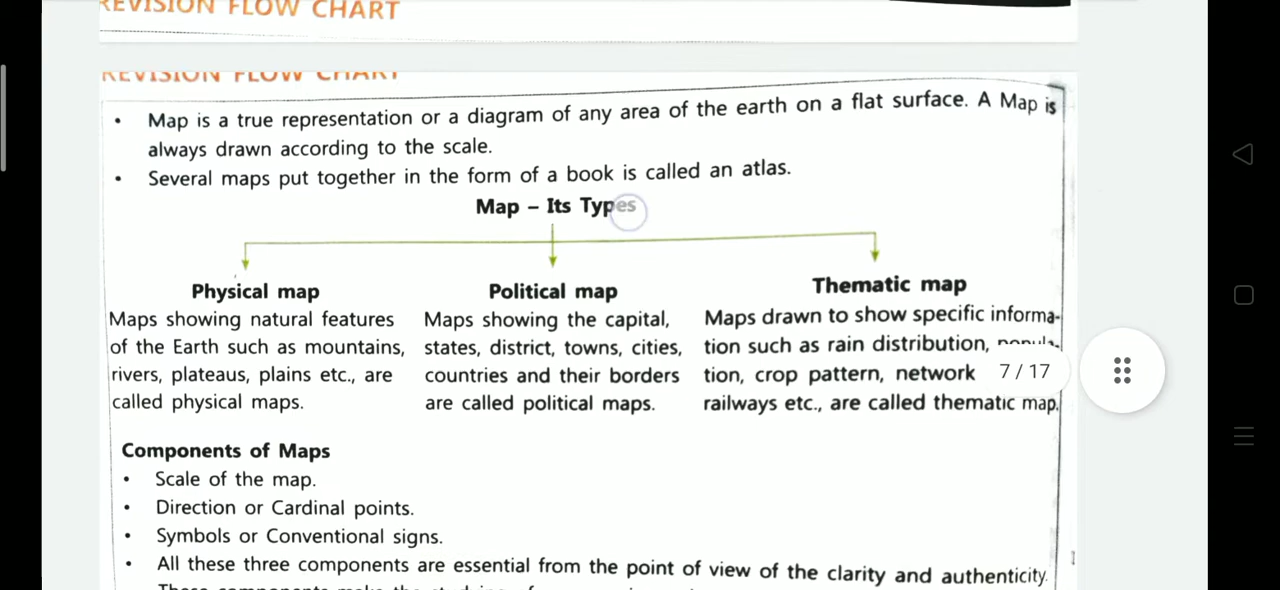 REVISION FLOW CHART
REVISION FLOW CHART
• Map is a true representation or a diagram of any area of the earth on a flat surface. A Map is
always drawn according to the scale.
• Several maps put together in the form of a book is called an atlas.
Map – Its Types
Physical map
Maps showing natural features
of the Earth such as mountains,
rivers, plateaus, plains etc., are
called physical maps.
Political map
Maps showing the capital,
states, district, towns, cities,
countries and their borders
are called political maps.
Thematic map
Maps drawn to show specific informa-
tion such as rain distribution, popula-
tion, crop pattern, network
railways etc., are called thematic map.
7 / 17
Components of Maps
• Scale of the map.
• Direction or Cardinal points.
• Symbols or Conventional signs.
• All these three components are essential from the point of view of the clarity and authenticity.